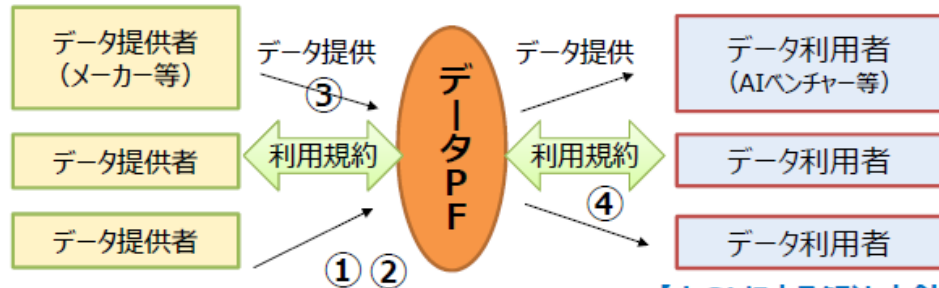 データ提供者
(メーカー等)
データ提供者
データ提供者
データ提供
③
利用規約
① ②
データPF
データ提供
利用規約
④
データ利用者
(AIベンチャー等)
データ利用者
データ利用者